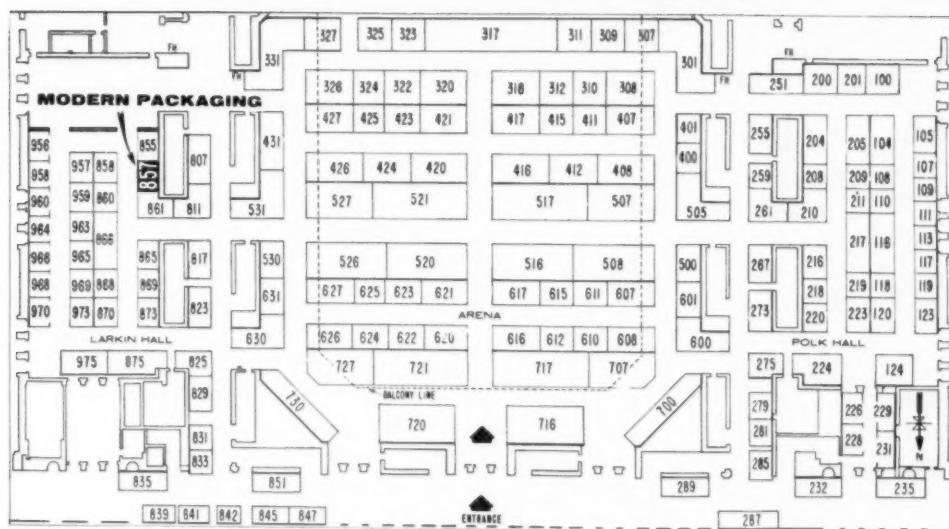 327 325 323 317 311 309 307
331 301
FH FH FH FH
251 200 201 100
326 324 322 320 318 312 310 308
MODERN PACKAGING
427 425 423 421 417 415 411 407
956 855 431 401 255 204 205 104 105
957 858 807 400
958 857 426 424 420 416 412 408 259 208 209 108 107
960 959 860 527 521 517 507 211 110 109
861 811 531 505 261 210 111
964 963 866 217 116 113
966 965 865 530 526 520 516 508 500 267 216 117
968 969 868 869 631 627 625 623 621 617 615 611 607 601 218 219 118 119
970 973 870 873 823 273 220 223 120 123
ARENA
630 626 624 622 620 616 612 610 608 600
LARKIN HALL POLK HALL
975 875 825 727 721 717 707 275 224 124
829 730 BALCONY LINE 700 279 226 229
831 720 716 281 228 231 N
833 285
835 851 289 232 235
839 841 842 845 847 ENTRANCE 287